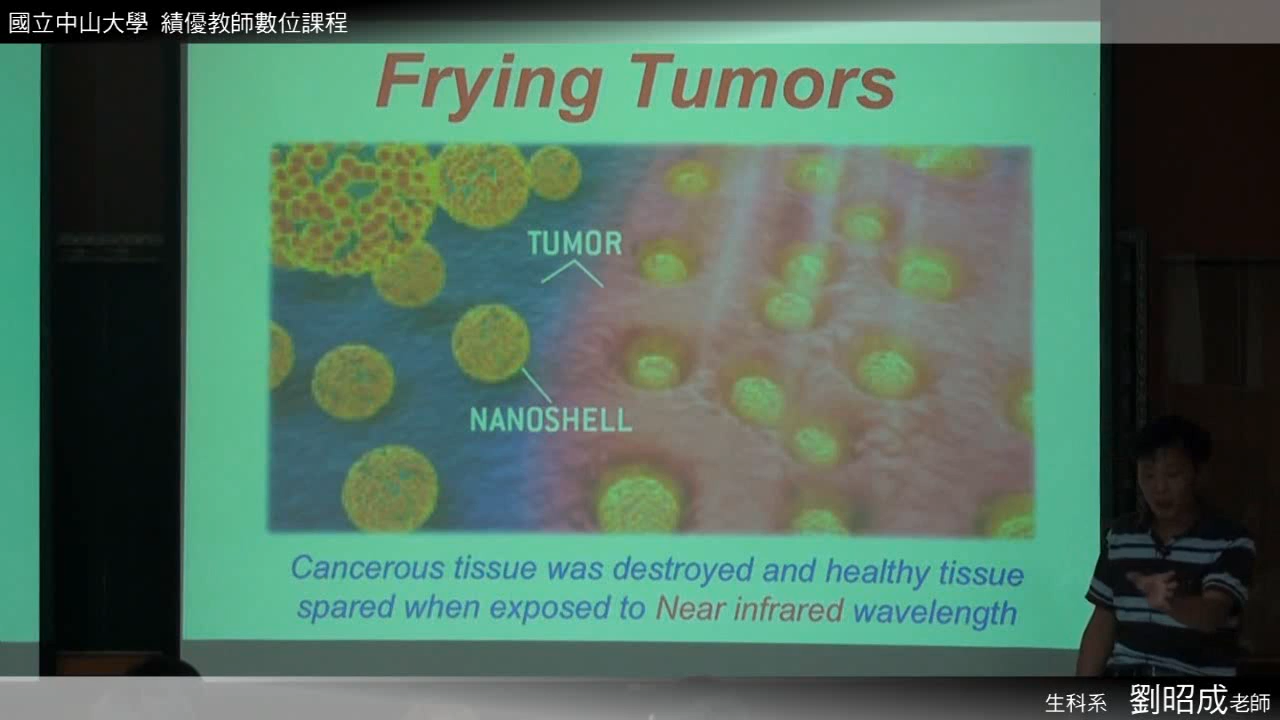 國立中山大學 績優教師數位課程
Frying Tumors
TUMOR
NANOSHELL
Cancerous tissue was destroyed and healthy tissue
spared when exposed to Near infrared wavelength
生科系 劉昭成老師